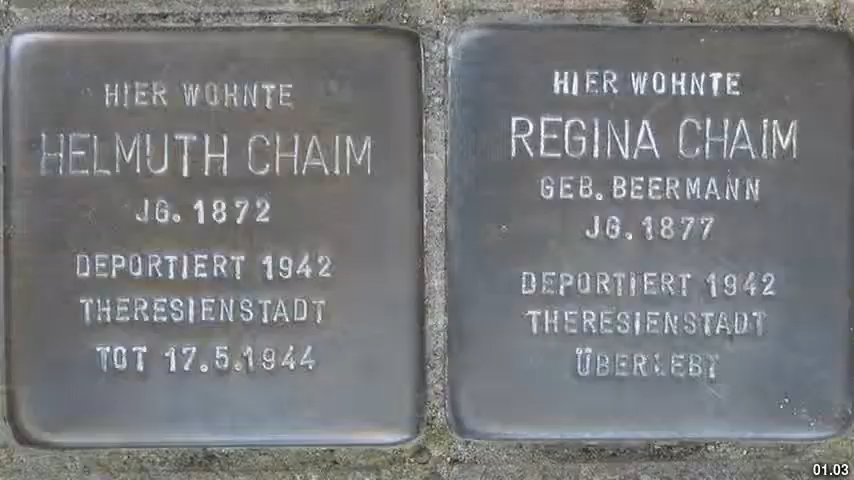 HIER WOHNTE
HELMUTH CHAIM
JG. 1872
DEPORTIERT 1942
THERESIENSTADT
TOT 17.5.1944
HIER WOHNTE
REGINA CHAIM
GEB. BEERMANN
JG. 1877
DEPORTIERT 1942
THERESIENSTADT
ÜBERLEBT
01.03